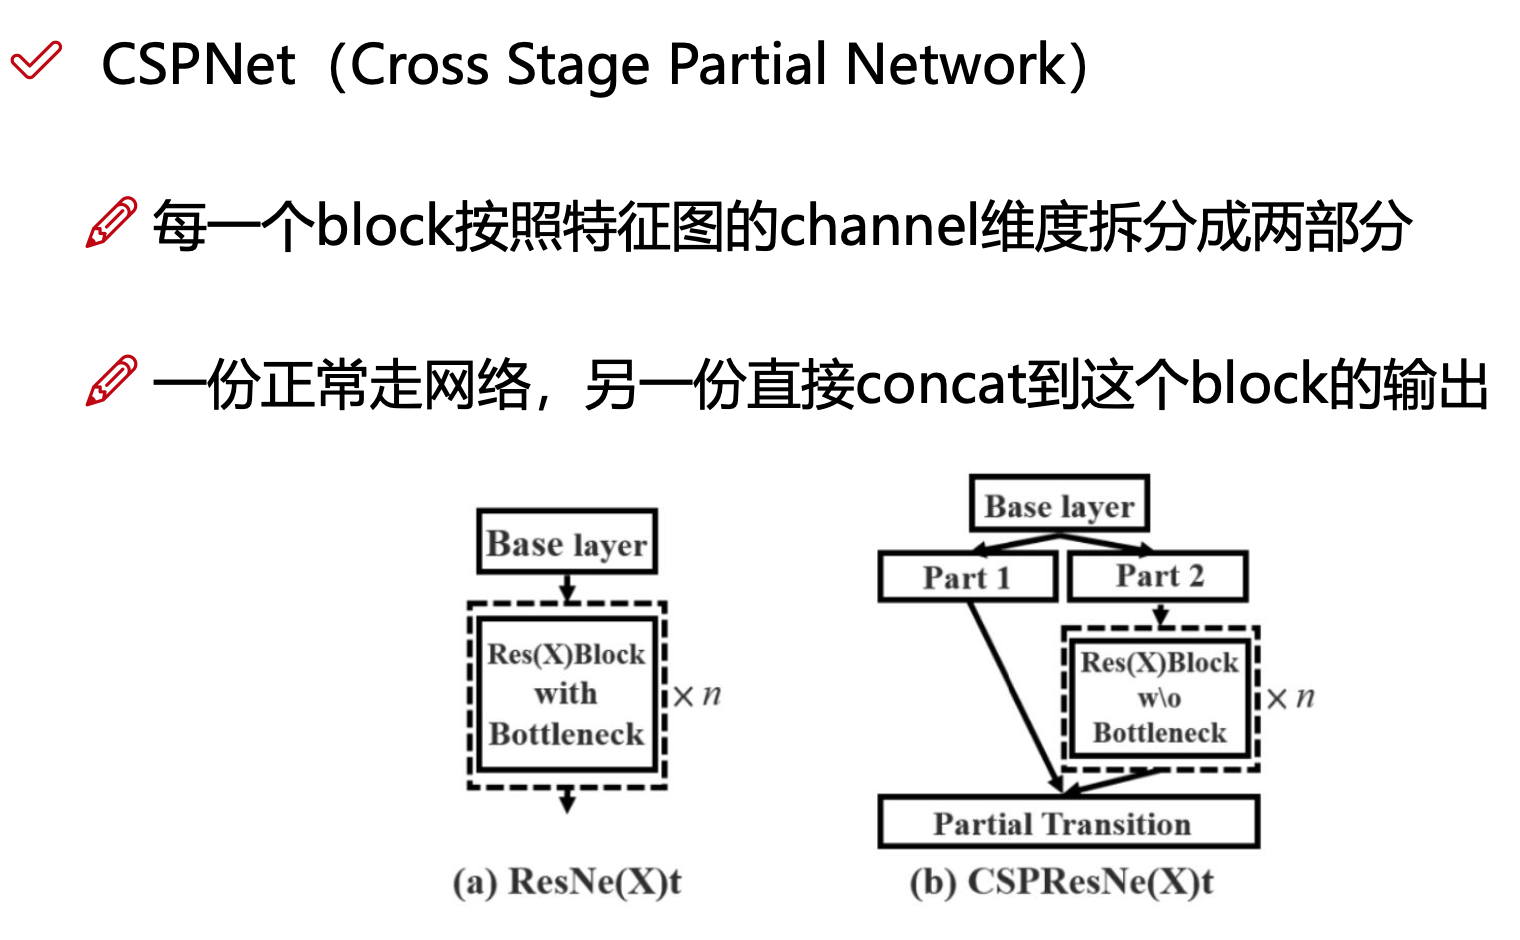 CSPNet（Cross Stage Partial Network）
每一个block按照特征图的channel维度拆分成两部分
一份正常走网络，另一份直接concat到这个block的输出
Base layer
Res(X)Block
with
Bottleneck
× n
(a) ResNe(X)t
Base layer
Part 1
Part 2
Res(X)Block
w\o
Bottleneck
× n
Partial Transition
(b) CSPResNe(X)t